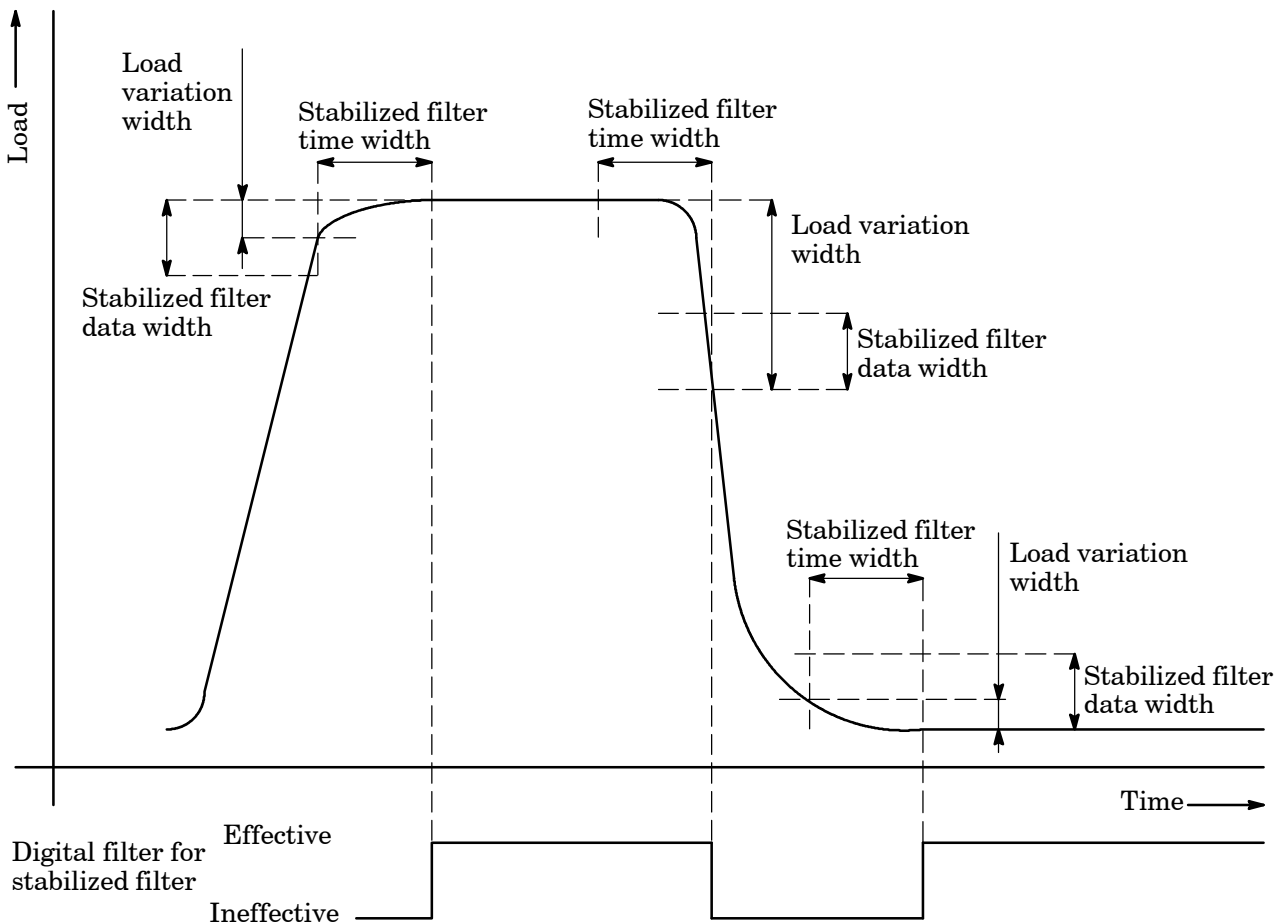 Load
Load
variation
width
Stabilized filter
time width
Stabilized filter
time width
Load variation
width
Stabilized filter
data width
Stabilized filter
data width
Stabilized filter
time width
Load variation
width
Stabilized filter
data width
Time
Effective
Digital filter for
stabilized filter
Ineffective